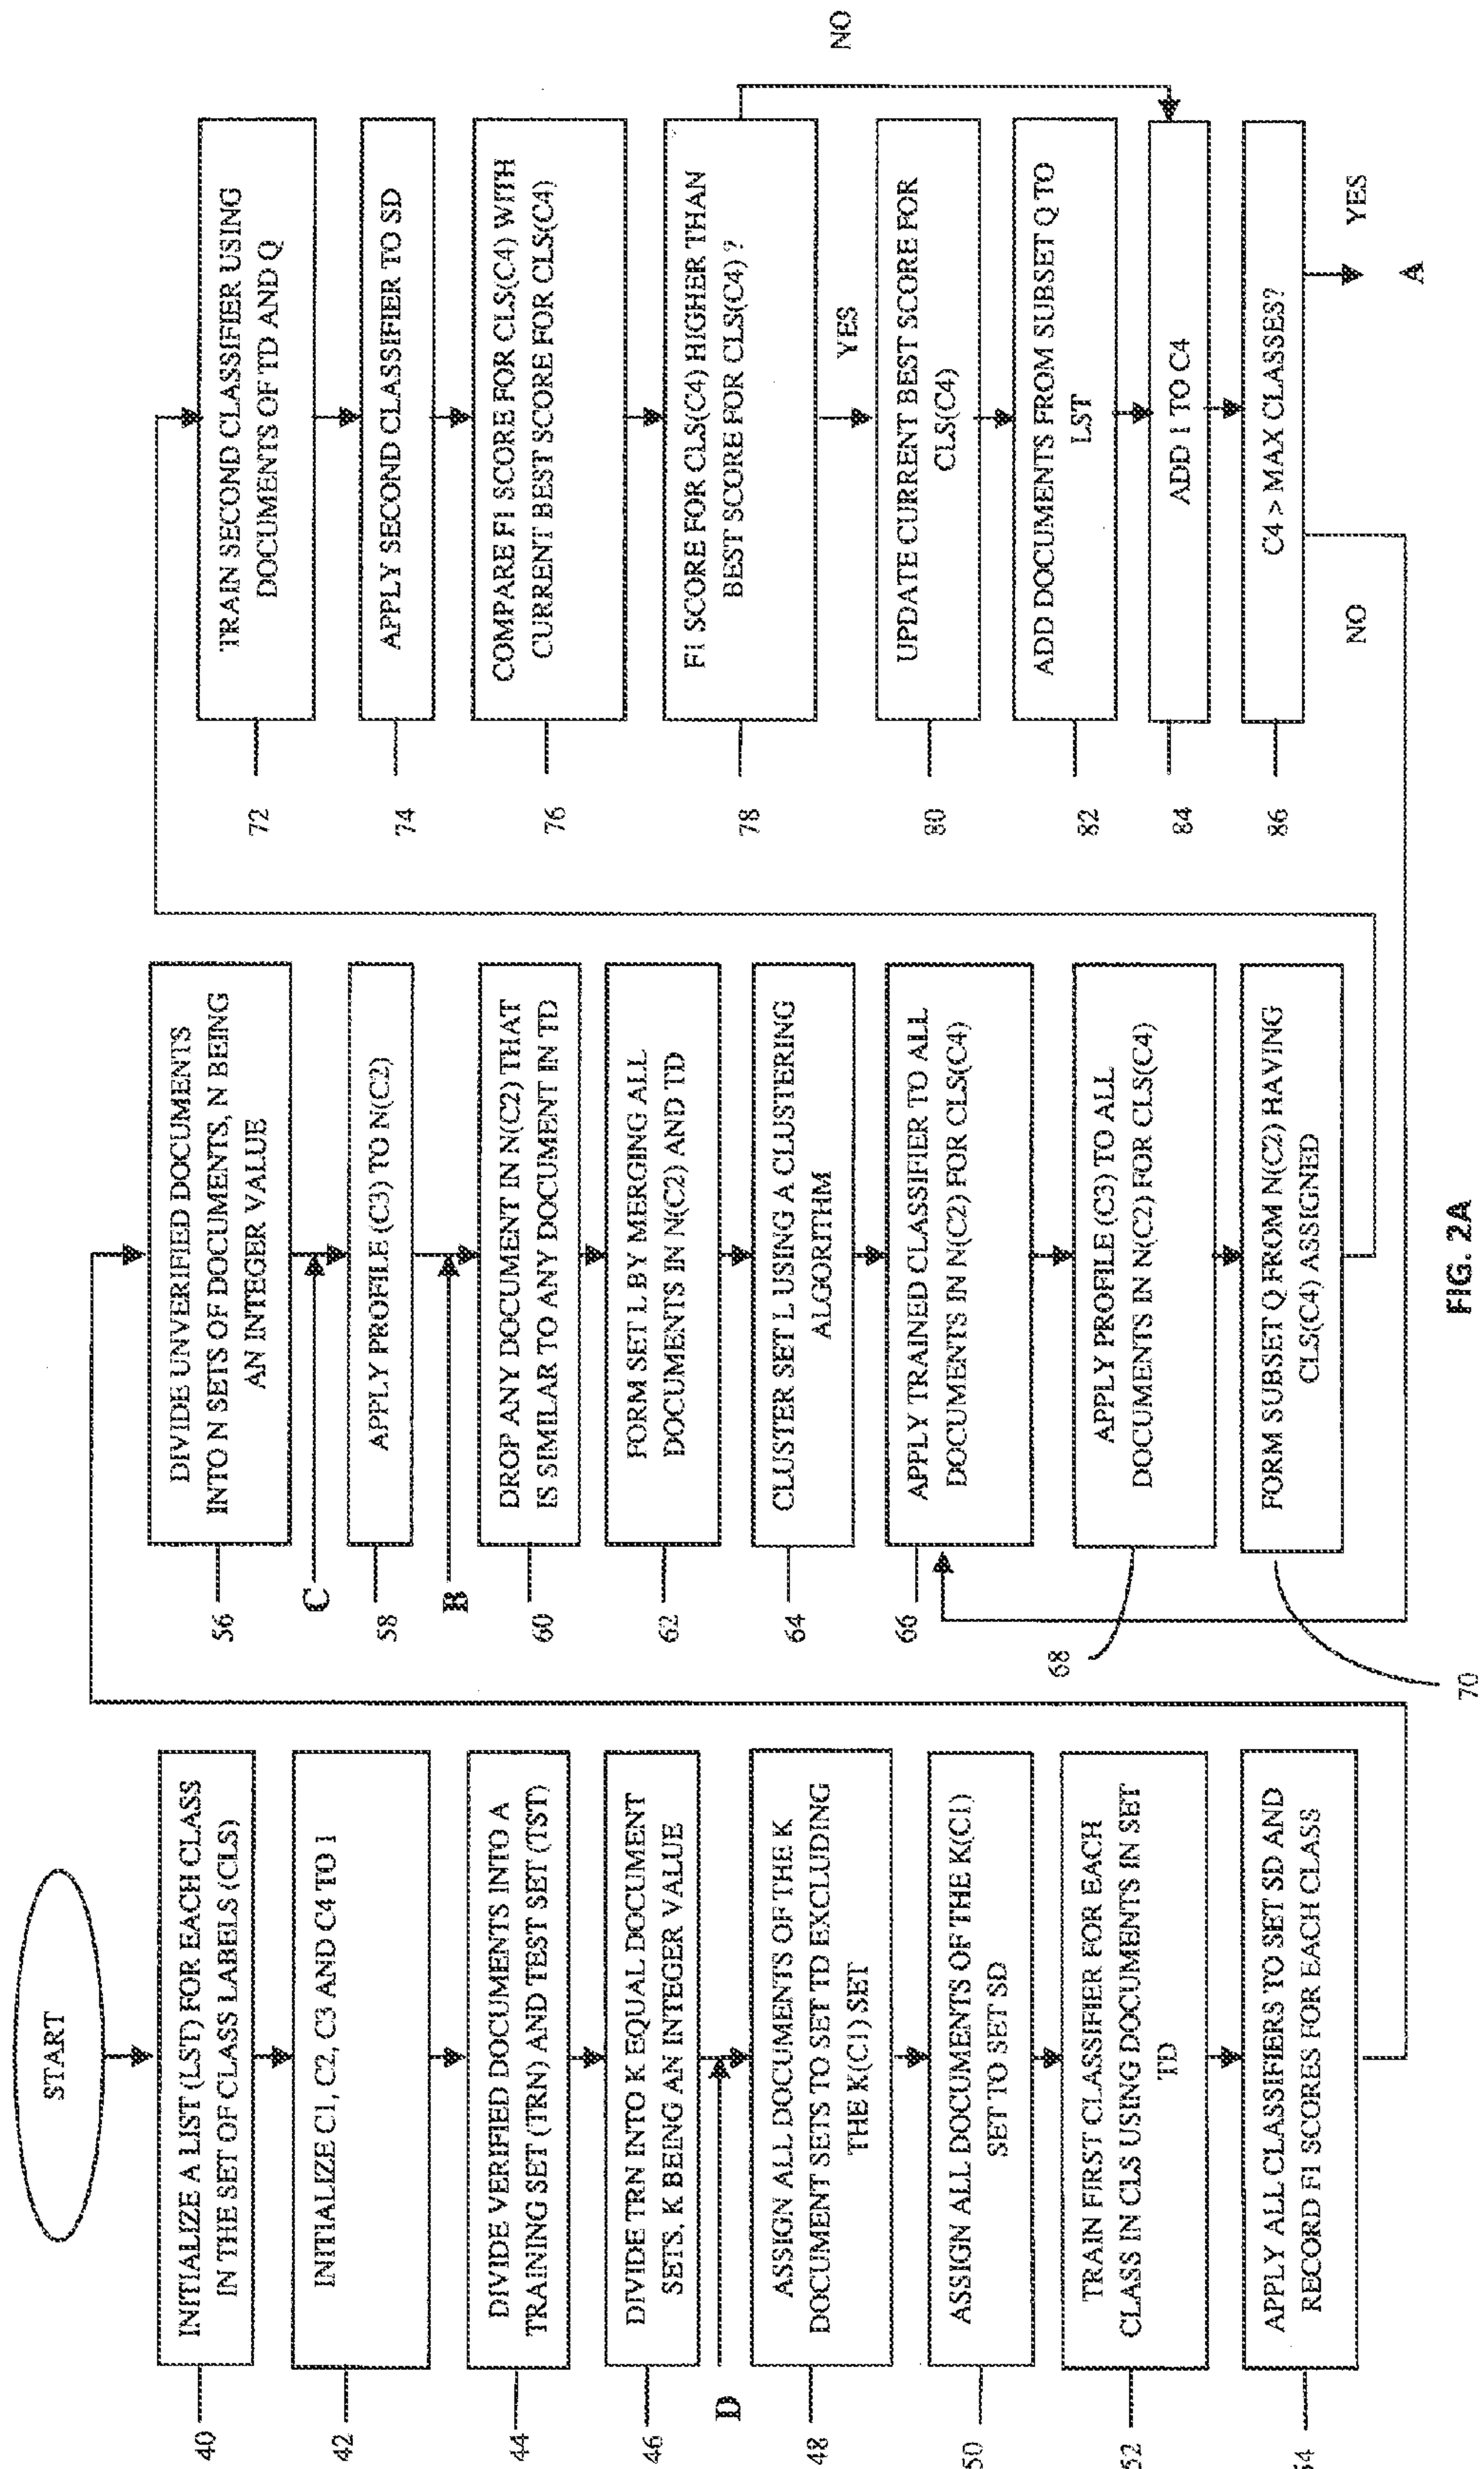 START
INITIALIZE A LIST (LST) FOR EACH CLASS
IN THE SET OF CLASS LABELS (CLS)
40
INITIALIZE C1, C2, C3 AND C4 TO 1
42
DIVIDE VERIFIED DOCUMENTS INTO A
TRAINING SET (TRN) AND TEST SET (TST)
44
DIVIDE TRN INTO K EQUAL DOCUMENT
SETS, K BEING AN INTEGER VALUE
46
D
ASSIGN ALL DOCUMENTS OF THE K
DOCUMENT SETS TO SET TD EXCLUDING
THE K(C1) SET
48
ASSIGN ALL DOCUMENTS OF THE K(C1)
SET TO SET SD
50
TRAIN FIRST CLASSIFIER FOR EACH
CLASS IN CLS USING DOCUMENTS IN SET
TD
52
APPLY ALL CLASSIFIERS TO SET SD AND
RECORD F1 SCORES FOR EACH CLASS
54
DIVIDE UNVERIFIED DOCUMENTS
INTO N SETS OF DOCUMENTS, N BEING
AN INTEGER VALUE
56
C
APPLY PROFILE (C3) TO N(C2)
58
B
DROP ANY DOCUMENT IN N(C2) THAT
IS SIMILAR TO ANY DOCUMENT IN TD
60
FORM SET L BY MERGING ALL
DOCUMENTS IN N(C2) AND TD
62
CLUSTER SET L USING A CLUSTERING
ALGORITHM
64
APPLY TRAINED CLASSIFIER TO ALL
DOCUMENTS IN N(C2) FOR CLS(C4)
66
APPLY PROFILE (C3) TO ALL
DOCUMENTS IN N(C2) FOR CLS(C4)
68
FORM SUBSET Q FROM N(C2) HAVING
CLS(C4) ASSIGNED
70
TRAIN SECOND CLASSIFIER USING
DOCUMENTS OF TD AND Q
72
APPLY SECOND CLASSIFIER TO SD
74
COMPARE F1 SCORE FOR CLS(C4) WITH
CURRENT BEST SCORE FOR CLS(C4)
76
F1 SCORE FOR CLS(C4) HIGHER THAN
BEST SCORE FOR CLS(C4) ?
78
NO
YES
UPDATE CURRENT BEST SCORE FOR
CLS(C4)
80
ADD DOCUMENTS FROM SUBSET Q TO
LST
82
ADD 1 TO C4
84
C4 > MAX CLASSES?
86
NO
YES
A
FIG. 2A